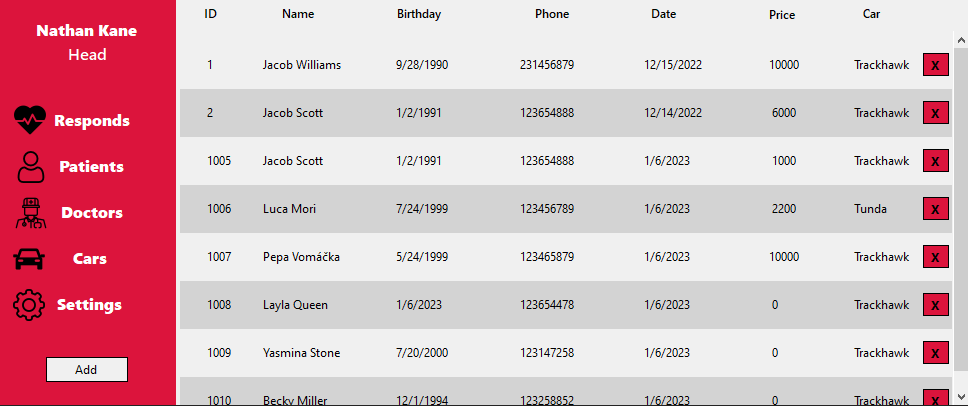 Nathan Kane
Head
Responds
Patients
Doctors
Cars
Settings
Add
ID Name Birthday Phone Date Price Car
1 Jacob Williams 9/28/1990 231456879 12/15/2022 10000 Trackhawk X
2 Jacob Scott 1/2/1991 123654888 12/14/2022 6000 Trackhawk X
1005 Jacob Scott 1/2/1991 123654888 1/6/2023 1000 Trackhawk X
1006 Luca Mori 7/24/1999 123456789 1/6/2023 2200 Tunda X
1007 Pepa Vomáčka 5/24/1999 123465879 1/6/2023 10000 Trackhawk X
1008 Layla Queen 1/6/2023 123654478 1/6/2023 0 Trackhawk X
1009 Yasmina Stone 7/20/2000 123147258 1/6/2023 0 Trackhawk X
1010 Becky Miller 12/1/1994 123258852 1/6/2023 0 Trackhawk X